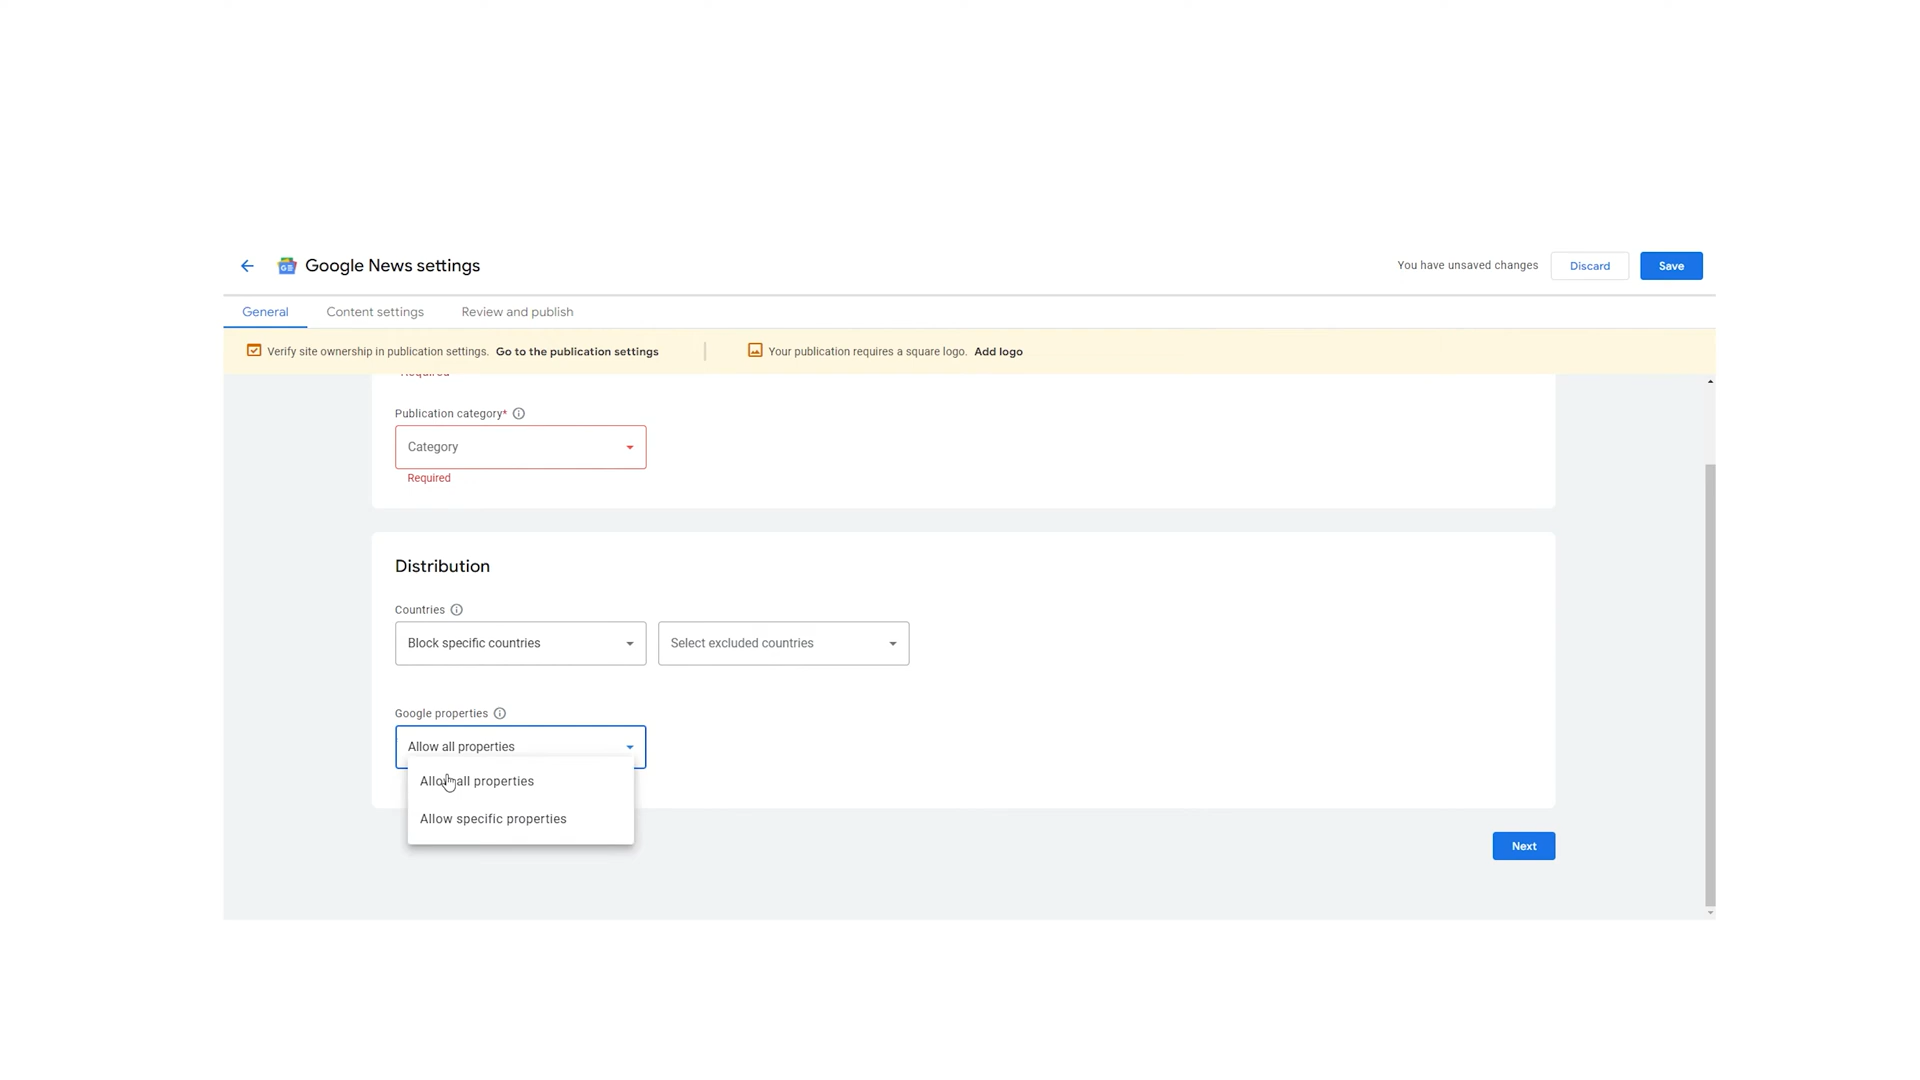 Google News settings
You have unsaved changes
Discard
Save
General
Content settings
Review and publish
Verify site ownership in publication settings. Go to the publication settings
Your publication requires a square logo. Add logo
Required
Publication category*
Category
Required
Distribution
Countries
Block specific countries
Select excluded countries
Google properties
Allow all properties
Allow all properties
Allow specific properties
Next